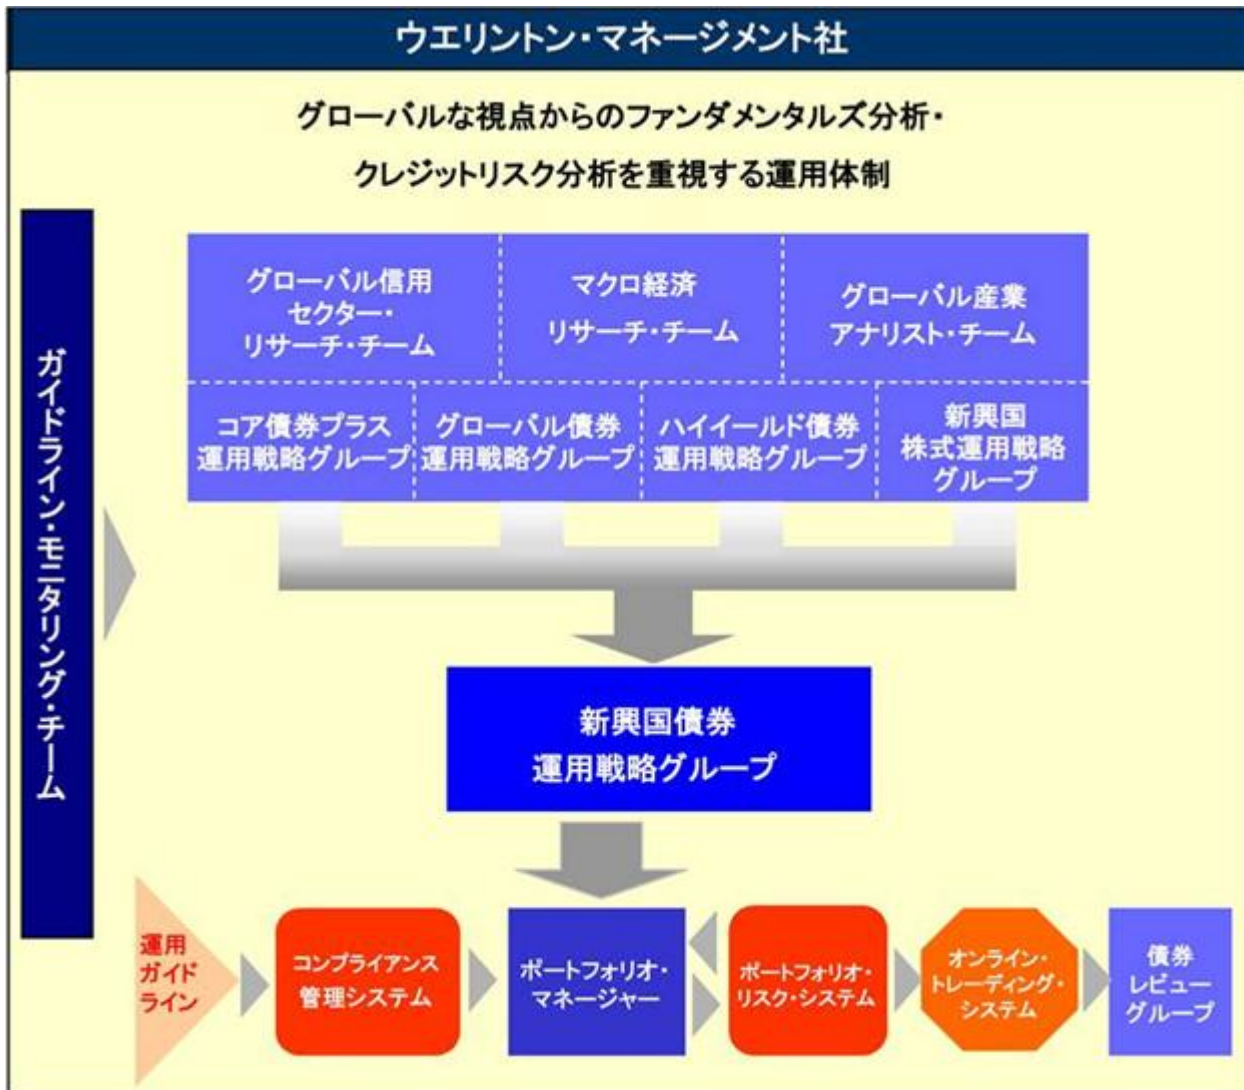 ウエリントン・マネージメント社
グローバルな視点からのファンダメンタルズ分析・
クレジットリスク分析を重視する運用体制
ガイドライン・モニタリング・チーム
グローバル信用
セクター・
リサーチ・チーム
マクロ経済
リサーチ・チーム
グローバル産業
アナリスト・チーム
コア債券プラス
運用戦略グループ
グローバル債券
運用戦略グループ
ハイイールド債券
運用戦略グループ
新興国
株式運用戦略
グループ
新興国債券
運用戦略グループ
運用
ガイド
ライン
コンプライアンス
管理システム
ポートフォリオ・
マネージャー
ポートフォリオ・
リスク・システム
オンライン・
トレーディング・
システム
債券
レビュー
グループ